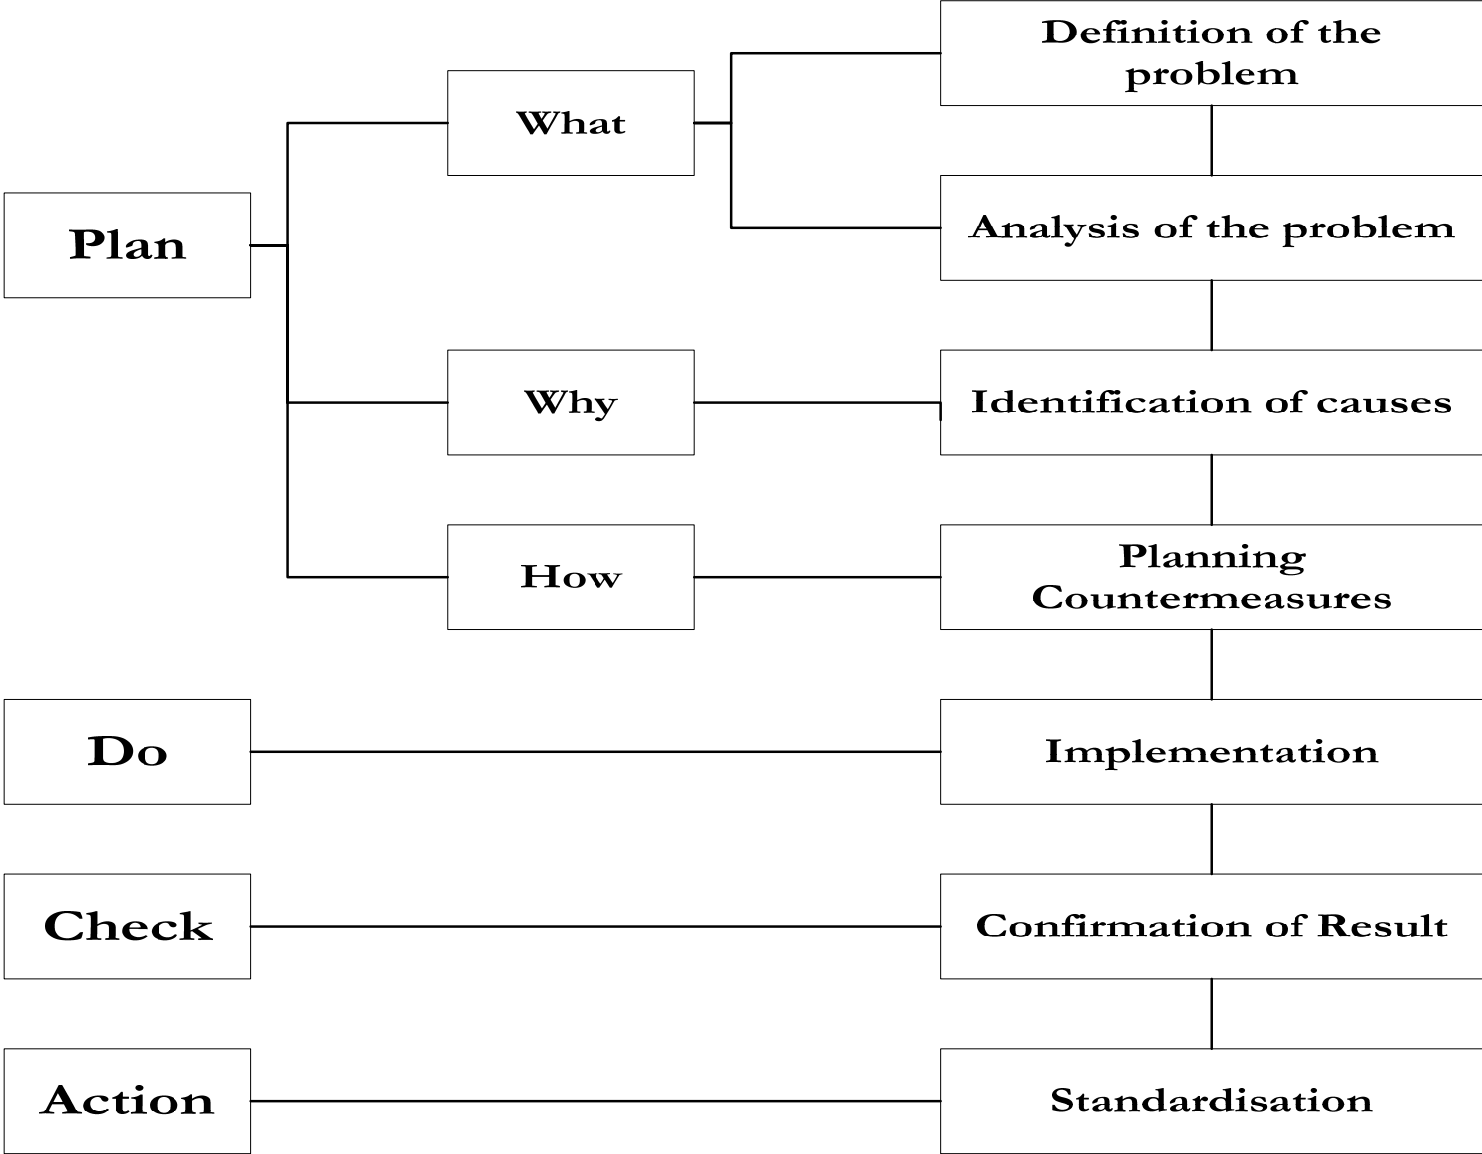 Definition of the
problem
What
Analysis of the problem
Plan
Why
Identification of causes
How
Planning
Countermeasures
Do
Implementation
Check
Confirmation of Result
Action
Standardisation